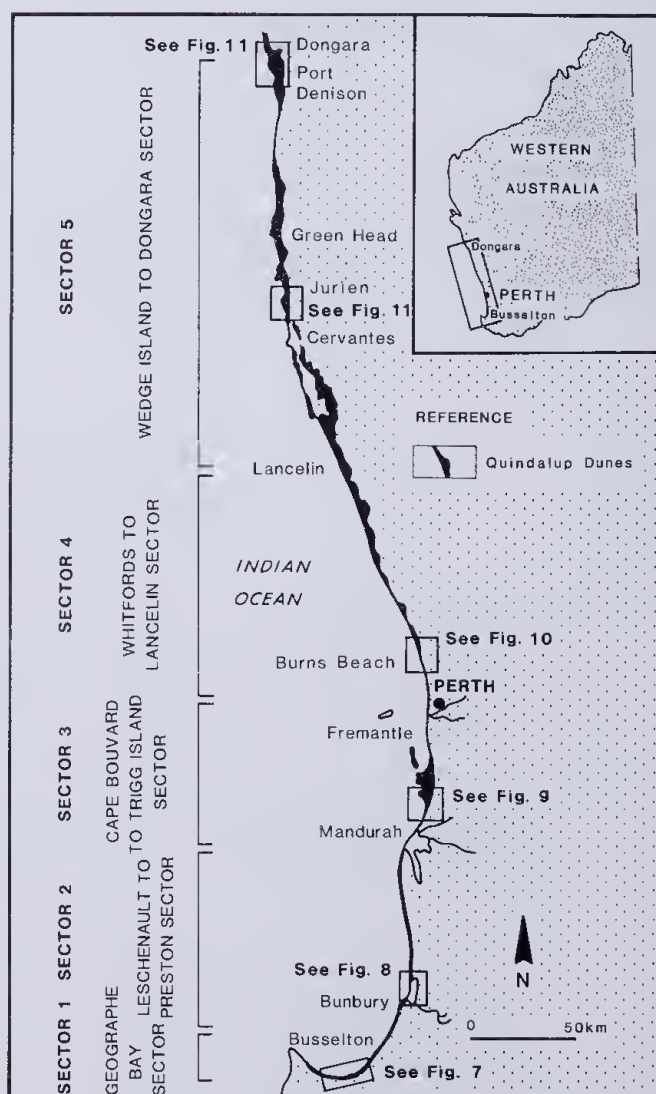 See Fig. 11
Dongara
Port
Denison
Green Head
Jurien
See Fig. 11
Cervantes
Lancelin
INDIAN
OCEAN
See Fig. 10
Burns Beach
PERTH
Fremantle
See Fig. 9
Mandurah
See Fig. 8
Bunbury
Busselton
See Fig. 7
WESTERN
AUSTRALIA
Dongara
PERTH
Busselton
REFERENCE
Quindalup Dunes
N
0 50km
SECTOR 5
WEDGE ISLAND TO DONGARA SECTOR
SECTOR 4
WHITFORDS TO
LANCELIN SECTOR
SECTOR 3
CAPE BOUVARD
TO TRIGG ISLAND
SECTOR
SECTOR 2
LESCHENAULT TO
PRESTON SECTOR
SECTOR 1
GEOGRAPHE
BAY
SECTOR